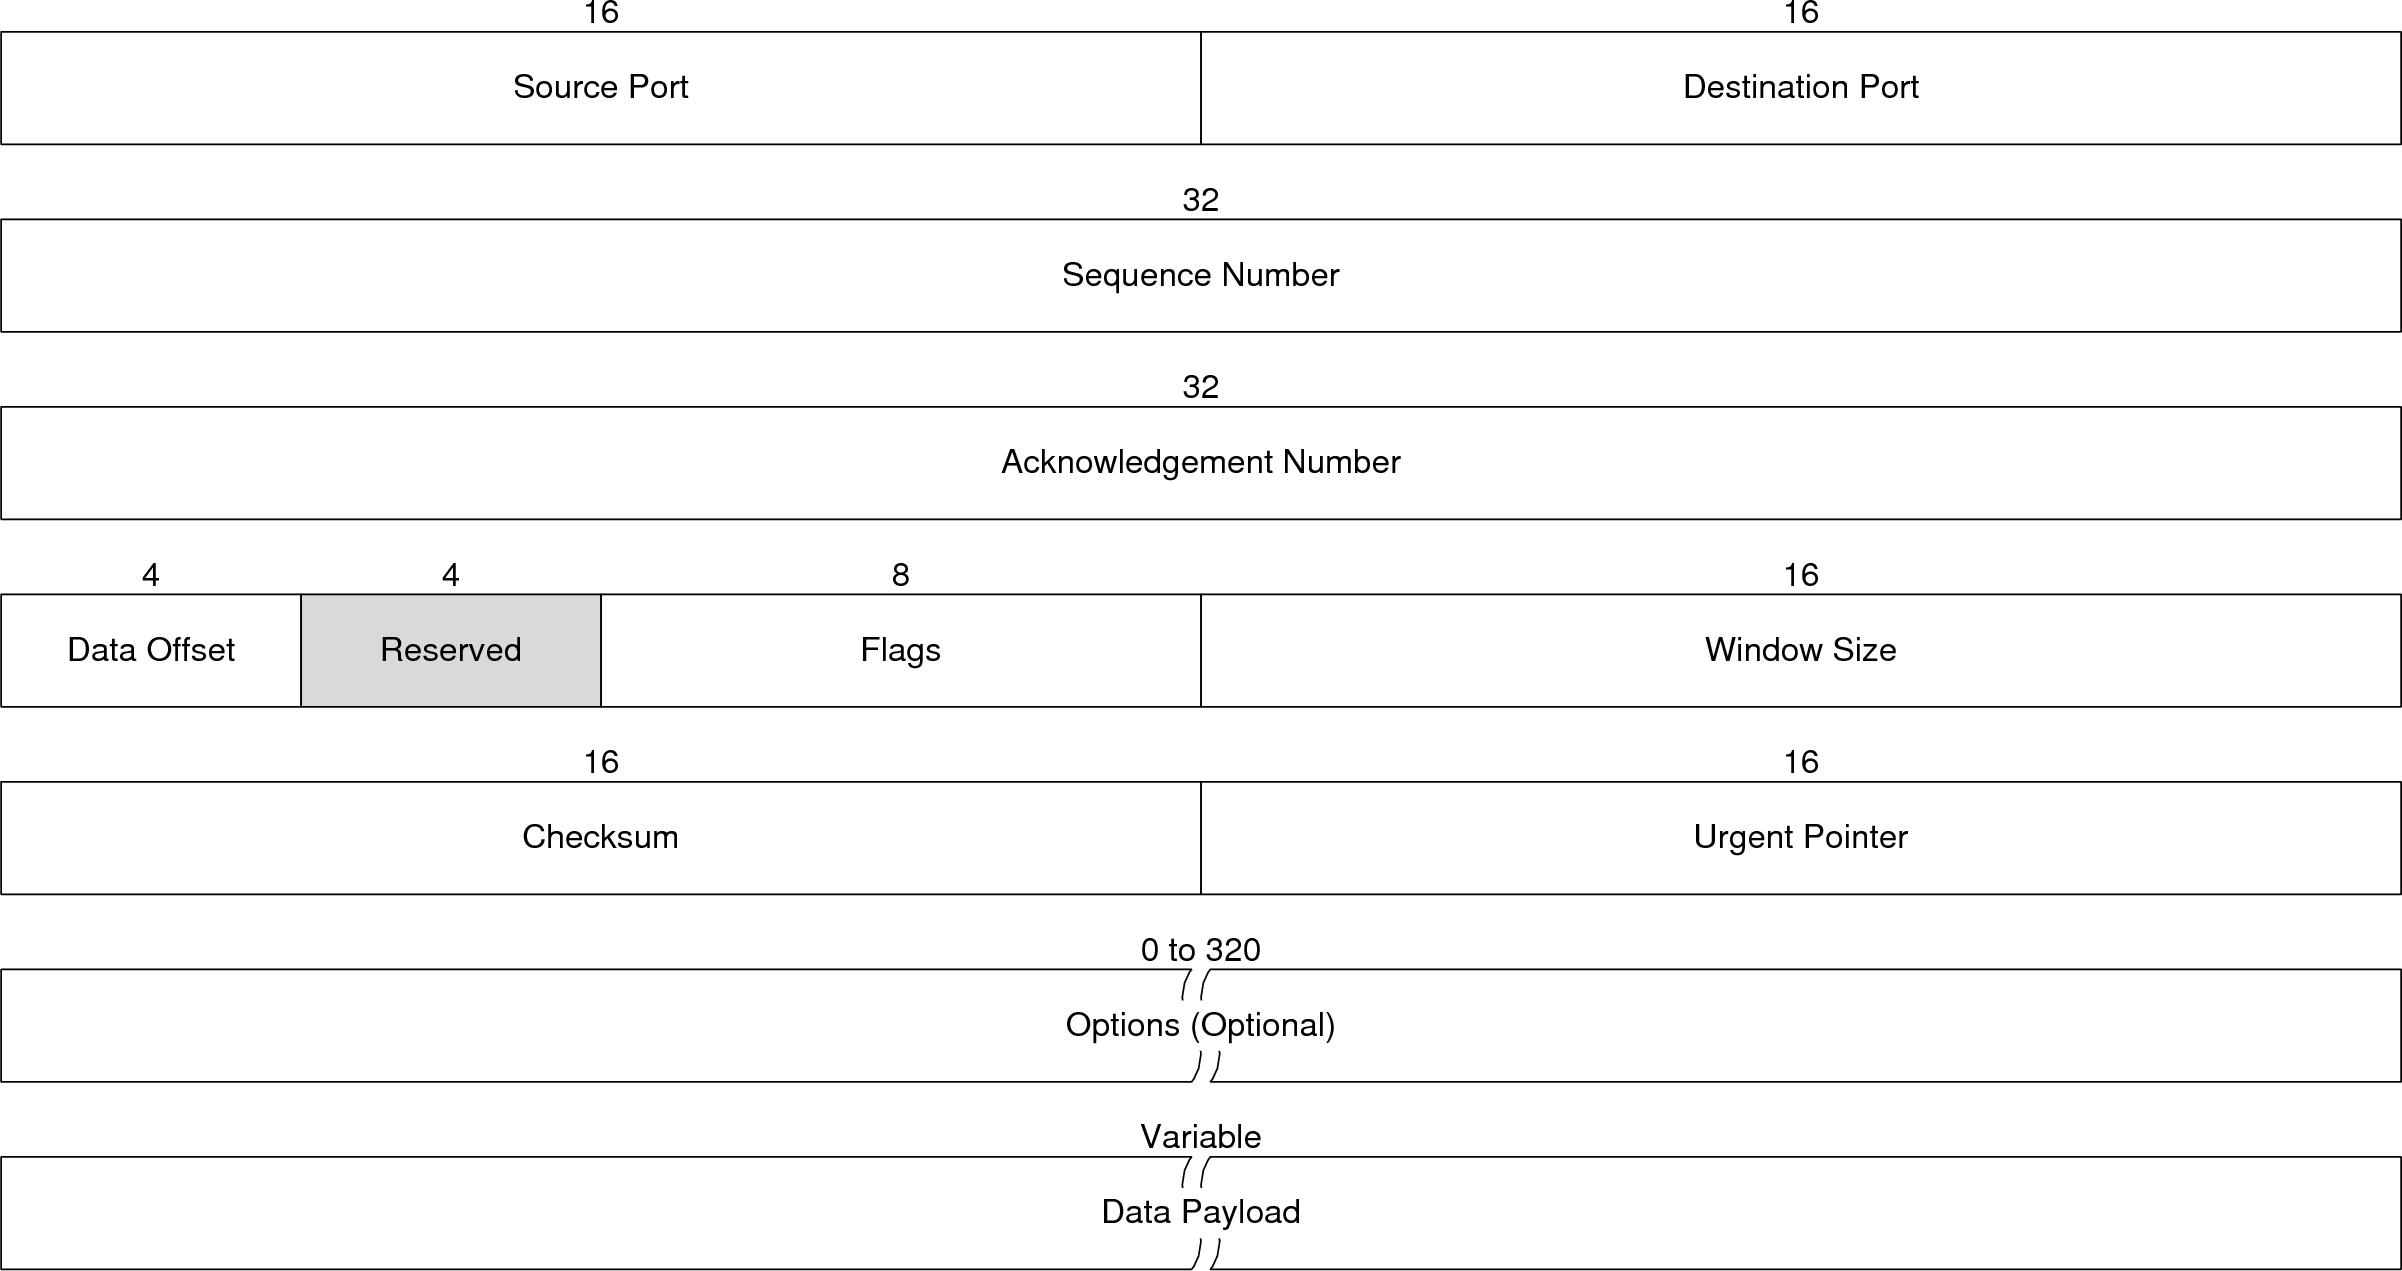 16 16
Source Port Destination Port
32
Sequence Number
32
Acknowledgement Number
4 4 8 16
Data Offset Reserved Flags Window Size
16 16
Checksum Urgent Pointer
0 to 320
Options (Optional)
Variable
Data Payload